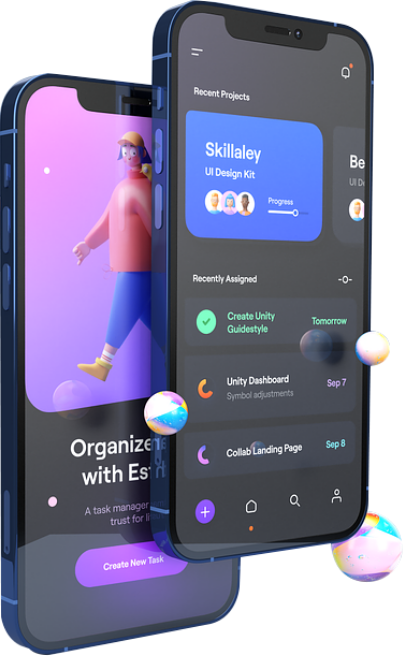 Recent Projects
Skillaley
UI Design Kit
Progress
Be
UI D
Recently Assigned
Create Unity
Guidestyle
Tomorrow
Unity Dashboard
Symbol adjustments
Sep 7
Collab Landing Page
Sep 8
Organize
with Es
A task manager
trust for li
Create New Task